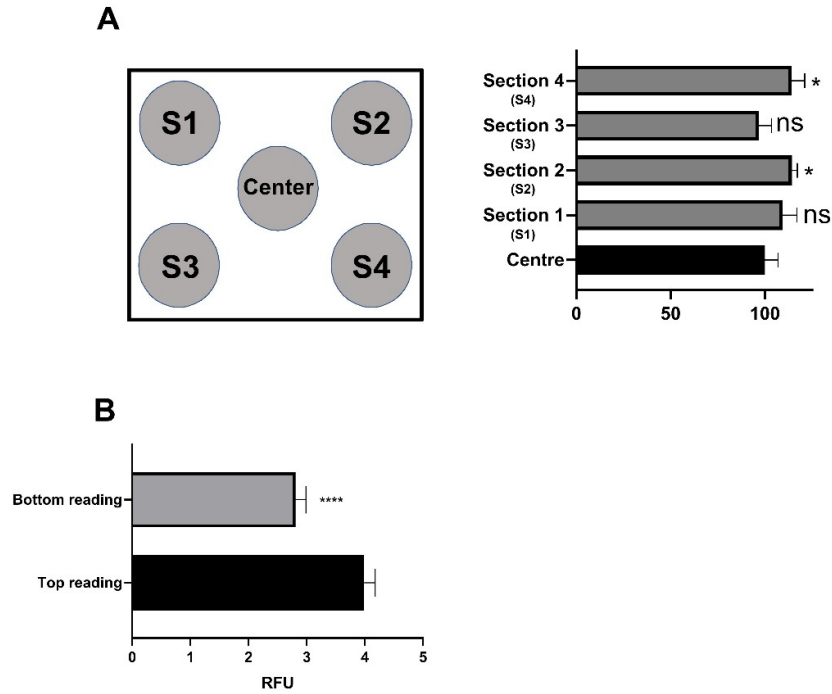 A
S1
S2
Center
S3
S4
Section 4
(S4)
*
Section 3
(S3)
ns
Section 2
(S2)
*
Section 1
(S1)
ns
Centre
0 50 100
B
Bottom reading
****
Top reading
0 1 2 3 4 5
RFU